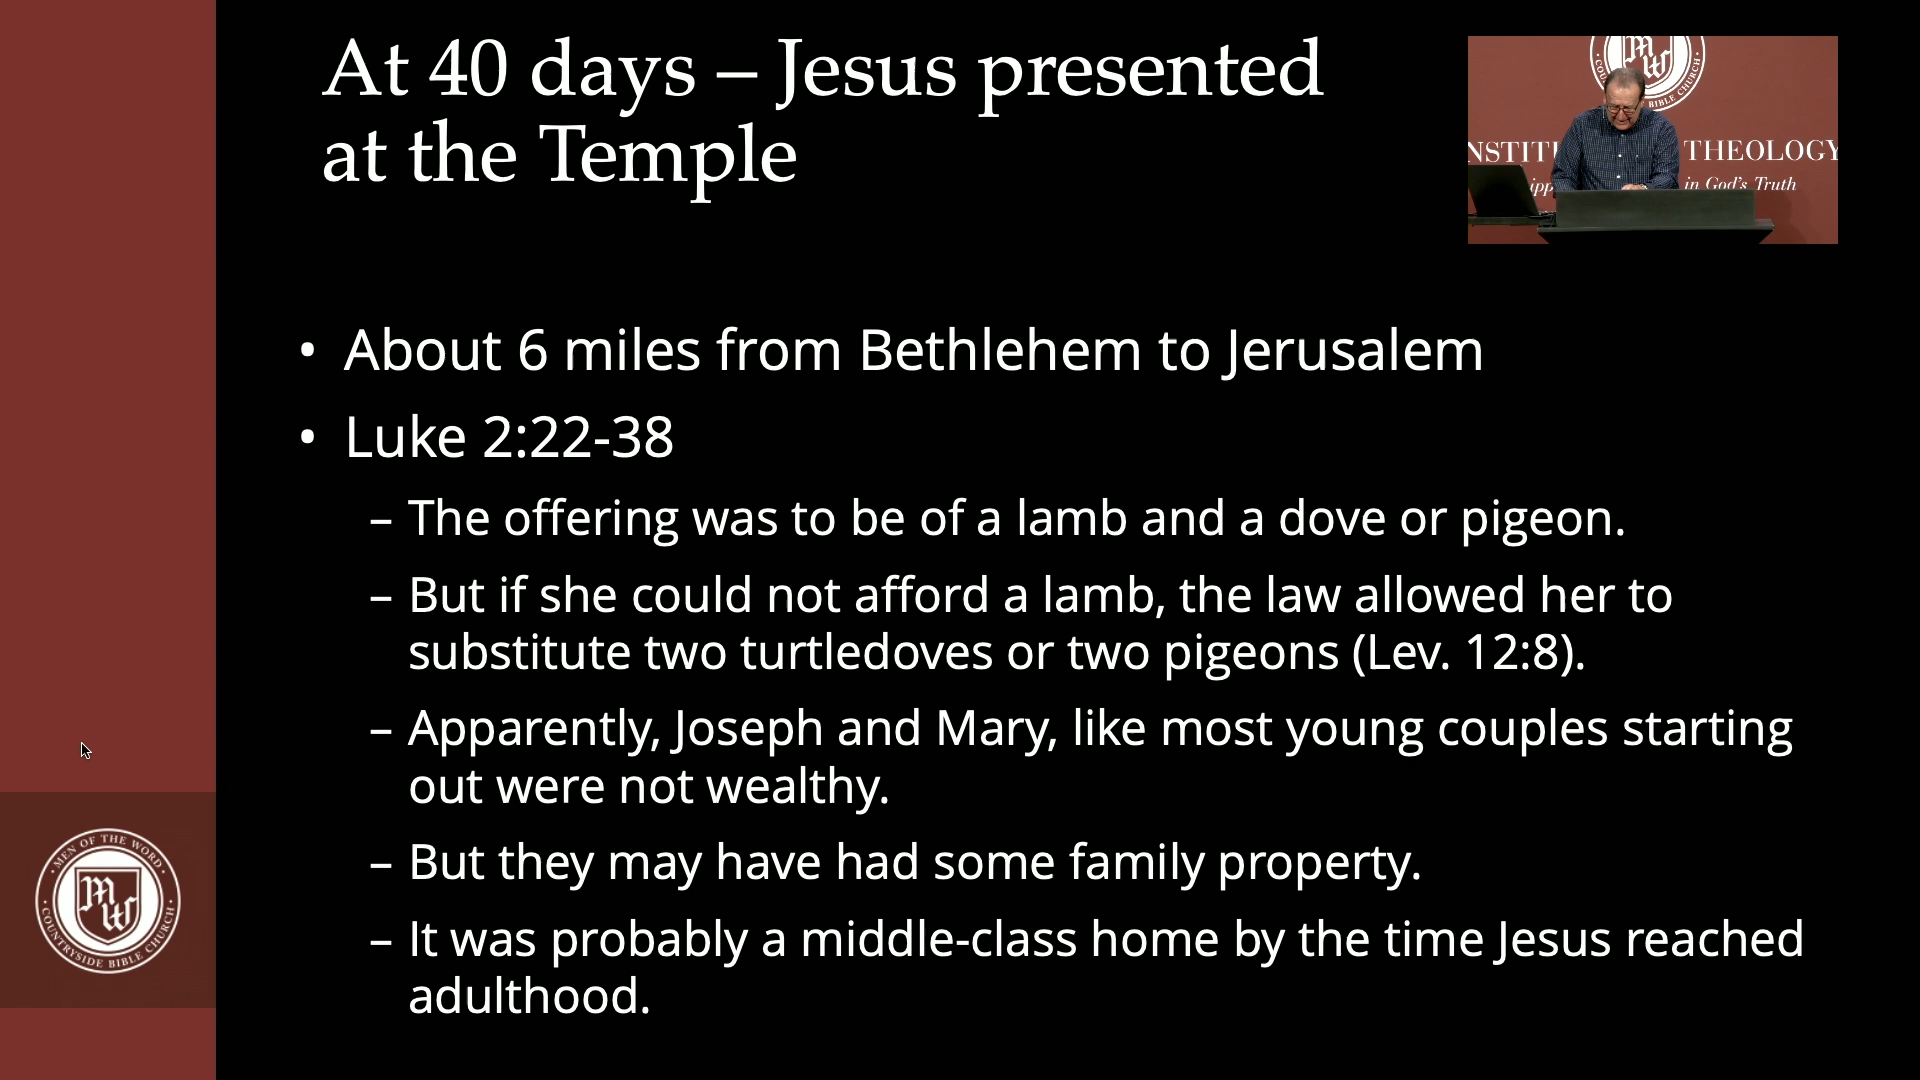 At 40 days – Jesus presented
at the Temple
BIBLE CHURCH
NSTIT THEOLOGY
ipp in God's Truth
• About 6 miles from Bethlehem to Jerusalem
• Luke 2:22-38
– The offering was to be of a lamb and a dove or pigeon.
– But if she could not afford a lamb, the law allowed her to
substitute two turtledoves or two pigeons (Lev. 12:8).
– Apparently, Joseph and Mary, like most young couples starting
out were not wealthy.
– But they may have had some family property.
– It was probably a middle-class home by the time Jesus reached
adulthood.
MEN OF THE WORD
MW
COUNTRYSIDE BIBLE CHURCH